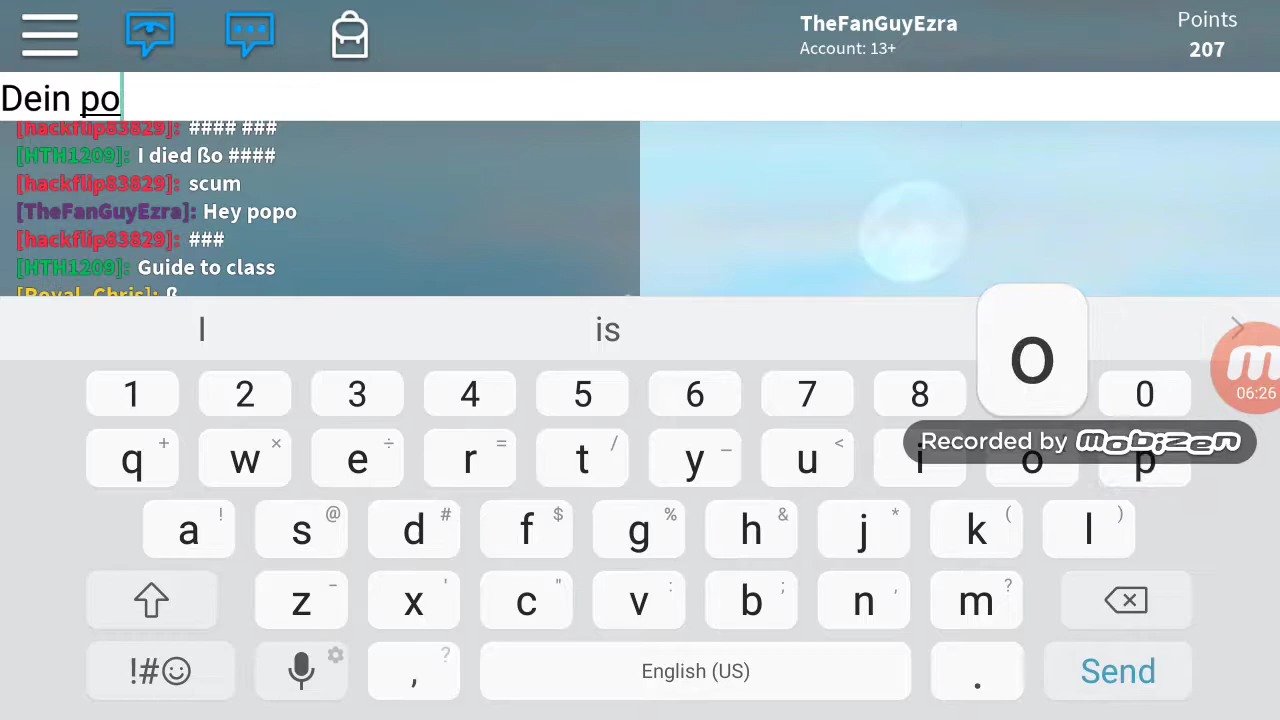 TheFanGuyEzra
Account: 13+
Points
207
Dein po
[hackflip83829]: #### ###
[HTH1209]: I died ßo ####
[hackflip83829]: scum
[TheFanGuyEzra]: Hey popo
[hackflip83829]: ###
[HTH1209]: Guide to class
[Royal_Chris]: ß
I is
o
1 2 3 4 5 6 7 8 0
06:26
Recorded by mobizen
q + w × e ÷ r = t / y _ u < i o p
a ! s @ d # f $ g % h & j * k ( l )
z - x ' c " v : b ; n , m ?
!#☺ , ? English (US) . Send